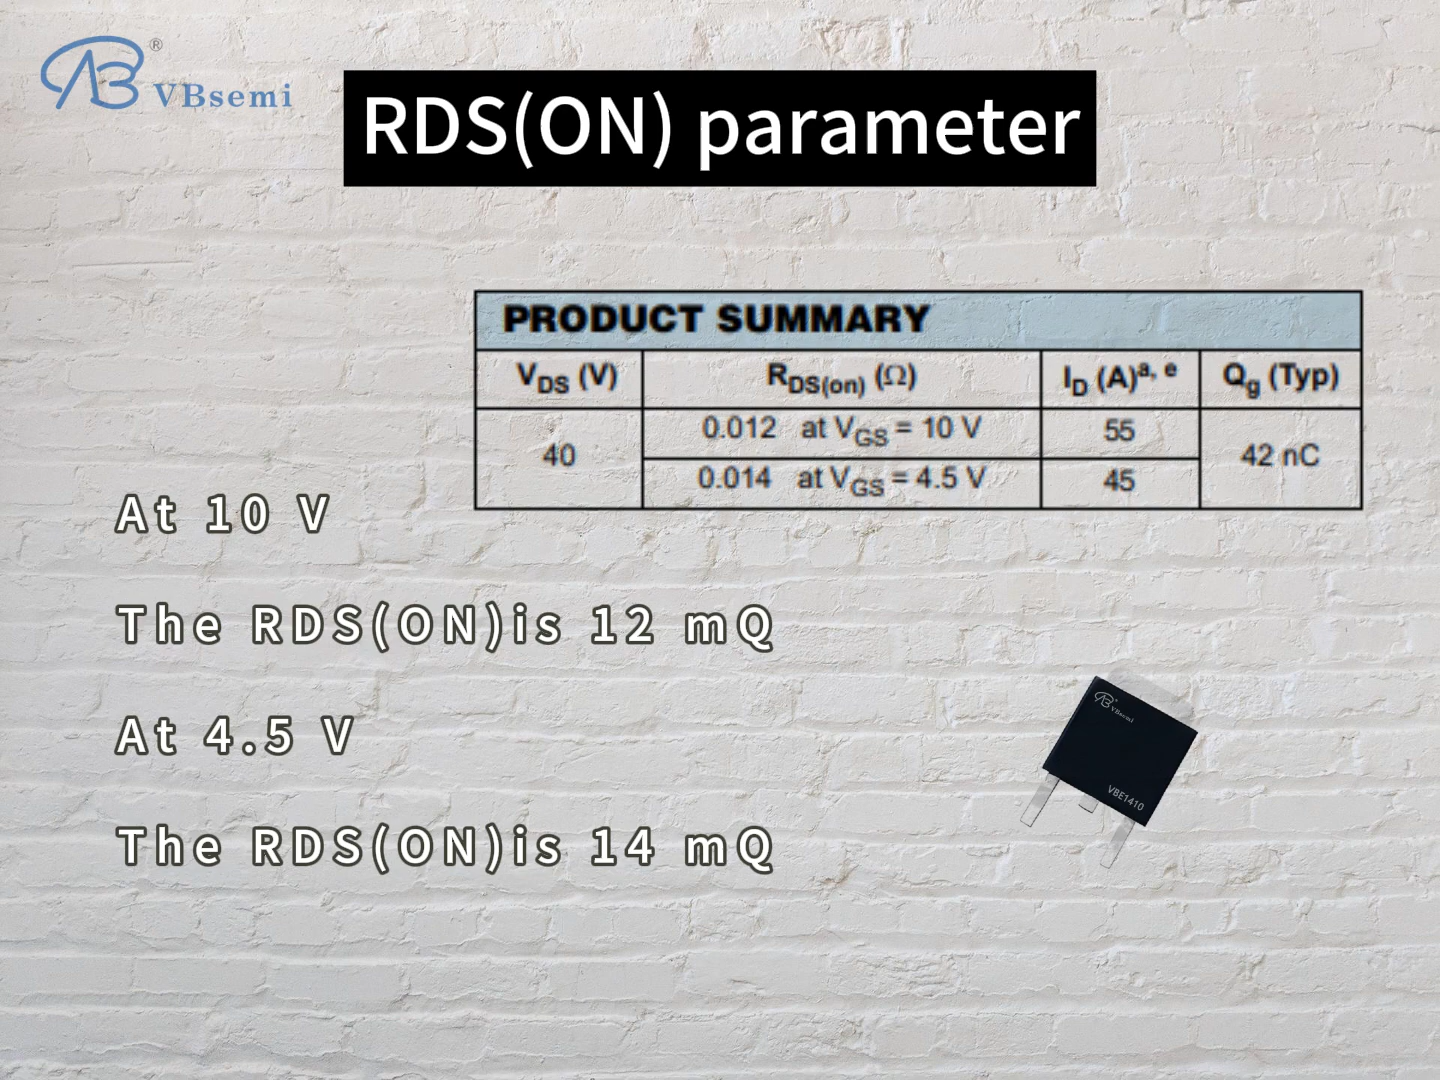 ®
VBsemi
RDS(ON) parameter
PRODUCT SUMMARY
VDS (V) RDS(on) (Ω) ID (A)a, e Qg (Typ)
40 0.012 at VGS = 10 V 55 42 nC
0.014 at VGS = 4.5 V 45
At 10 V
The RDS(ON)is 12 mQ
At 4.5 V
The RDS(ON)is 14 mQ
VBsemi
VBE1410